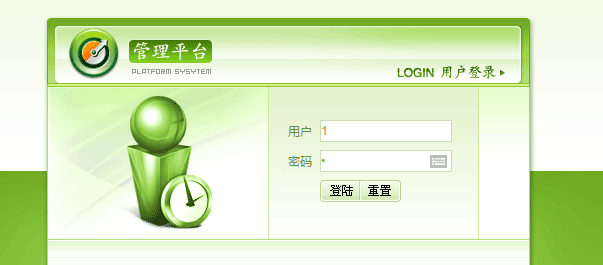 管理平台
PLATFORM SYSYTEM
LOGIN 用户登录
用户 1
密码 *
登陆 重置